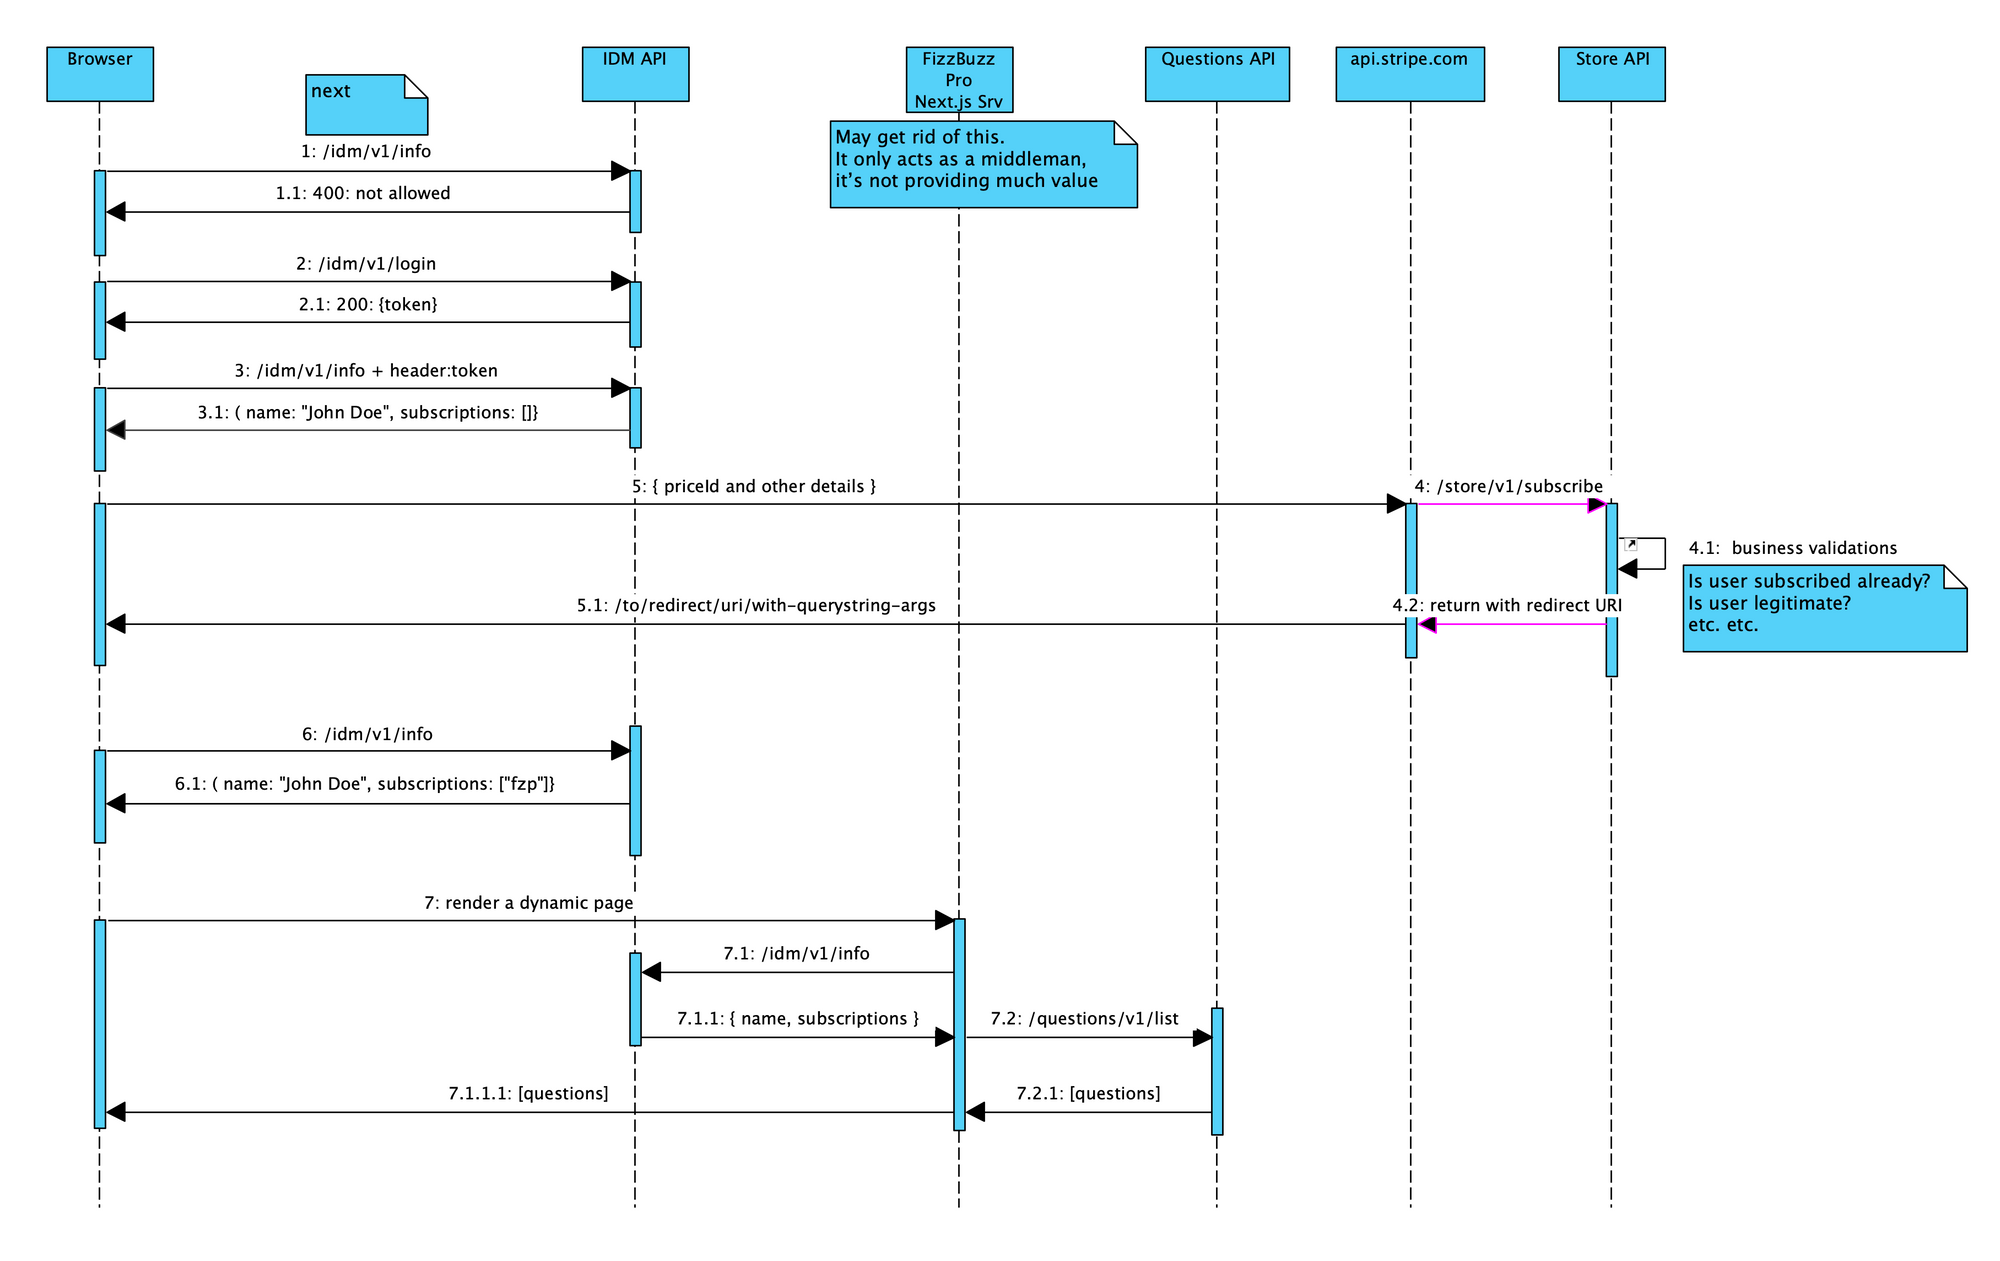 Browser
IDM API
FizzBuzz
Pro
Next.js Srv
Questions API
api.stripe.com
Store API
next
May get rid of this.
It only acts as a middleman,
it's not providing much value
1: /idm/v1/info
1.1: 400: not allowed
2: /idm/v1/login
2.1: 200: {token}
3: /idm/v1/info + header:token
3.1: ( name: "John Doe", subscriptions: []}
5: { priceId and other details }
4: /store/v1/subscribe
4.1:  business validations
Is user subscribed already?
Is user legitimate?
etc. etc.
5.1: /to/redirect/uri/with-querystring-args
4.2: return with redirect URI
6: /idm/v1/info
6.1: ( name: "John Doe", subscriptions: ["fzp"]}
7: render a dynamic page
7.1: /idm/v1/info
7.1.1: { name, subscriptions }
7.2: /questions/v1/list
7.1.1.1: [questions]
7.2.1: [questions]